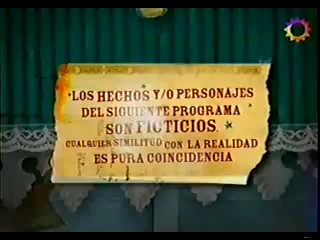 LOS HECHOS Y/O PERSONAJES
DEL SIGUIENTE PROGRAMA
SON FICTICIOS.
CUALQUIER SIMILITUD CON LA REALIDAD
ES PURA COINCIDENCIA